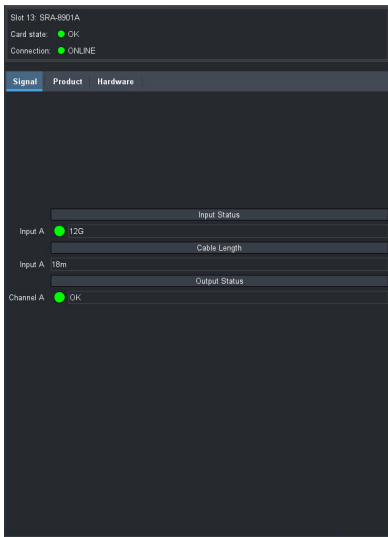 Slot 13: SRA-8901A
Card state: OK
Connection: ONLINE
Signal Product Hardware
Input Status
Input A 12G
Cable Length
Input A 18m
Output Status
Channel A OK